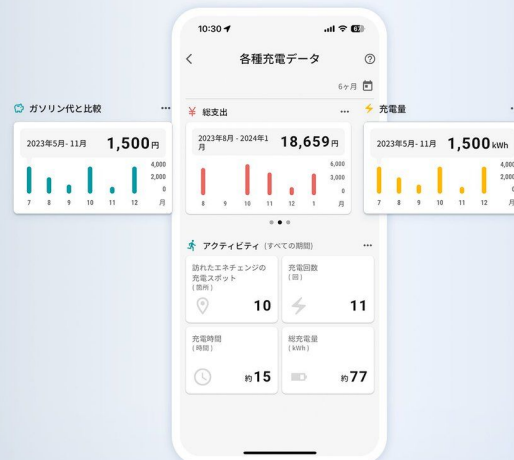 10:30
各種充電データ
6ヶ月
ガソリン代と比較
2023年5月- 11月 1,500円
4,000
2,000
0
7 8 9 10 11 12 月
¥ 総支出
2023年8月 - 2024年1月 18,659円
6,000
3,000
0
8 9 10 11 12 1 月
充電量
2023年5月- 11月 1,500 kWh
4,000
2,000
0
7 8 9 10 11 12 月
アクティビティ (すべての期間)
訪れたエネチェンジの
充電スポット
(箇所)
10
充電回数
(回)
11
充電時間
(時間)
約15
総充電量
(kWh)
約77